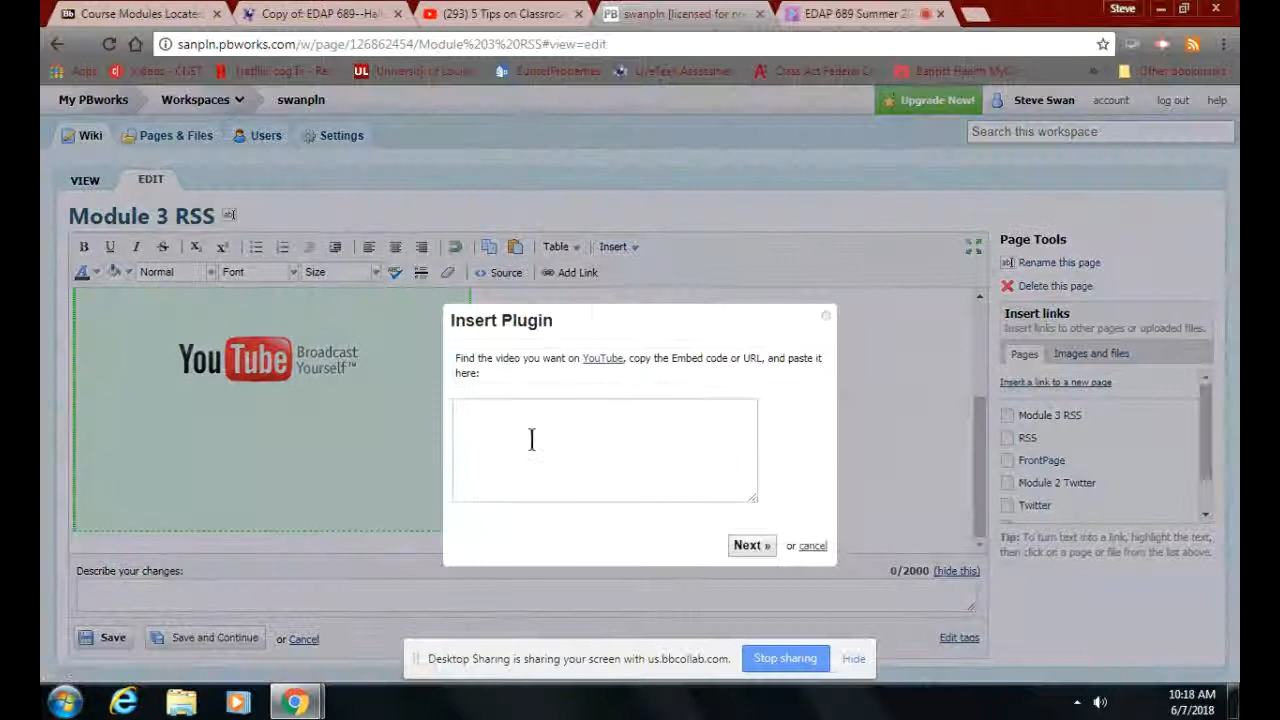 Course Modules Locate
Copy of: EDAP 689--Hal
(293) 5 Tips on Classro
swanpln [licensed for n
EDAP 689 Summer 20
Steve
sanpln.pbworks.com/w/page/126862454/Module%203%20RSS#view=edit
Apps
Other bookmarks
My PBworks Workspaces swanpln
Upgrade Now! Steve Swan account log out help
Wiki Pages & Files Users Settings
Search this workspace
VIEW EDIT
Module 3 RSS
B U I S Table Insert
Normal Font Size Source Add Link
You Tube Broadcast
Yourself™
Insert Plugin
Find the video you want on YouTube, copy the Embed code or URL, and paste it
here:
Next »
or cancel
Page Tools
Rename this page
Delete this page
Insert links
Insert links to other pages or uploaded files.
Pages Images and files
Insert a link to a new page
Module 3 RSS
RSS
FrontPage
Module 2 Twitter
Twitter
Tip: To turn text into a link, highlight the text,
then click on a page or file from the list above.
Describe your changes:
0/2000 (hide this)
Save Save and Continue or Cancel
Edit tags
Desktop Sharing is sharing your screen with us.bbcollab.com. Stop sharing Hide
10:18 AM
6/7/2018